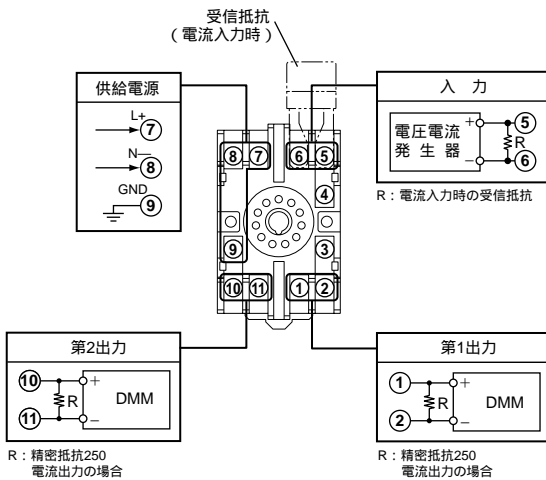 受信抵抗
（電流入力時）
供給電源
L+
⑦
N—
⑧
GND
⑨
入 力
電圧電流
発生器
+
−
R
⑤
⑥
R：電流入力時の受信抵抗
⑧ ⑦ ⑥ ⑤
④
⑨ ③
⑩ ⑪ ① ②
第2出力
⑩
⑪
R
+
−
DMM
R：精密抵抗250
電流出力の場合
第1出力
①
②
R
+
−
DMM
R：精密抵抗250
電流出力の場合